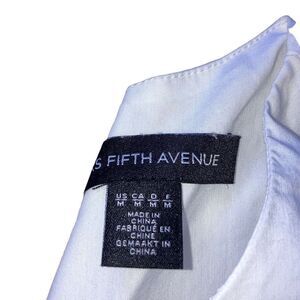 S FIFTH AVENUE
US CA D F
M M M M
MADE IN
CHINA
FABRIQUÉ EN
CHINE
GEMAAKT IN
CHINA